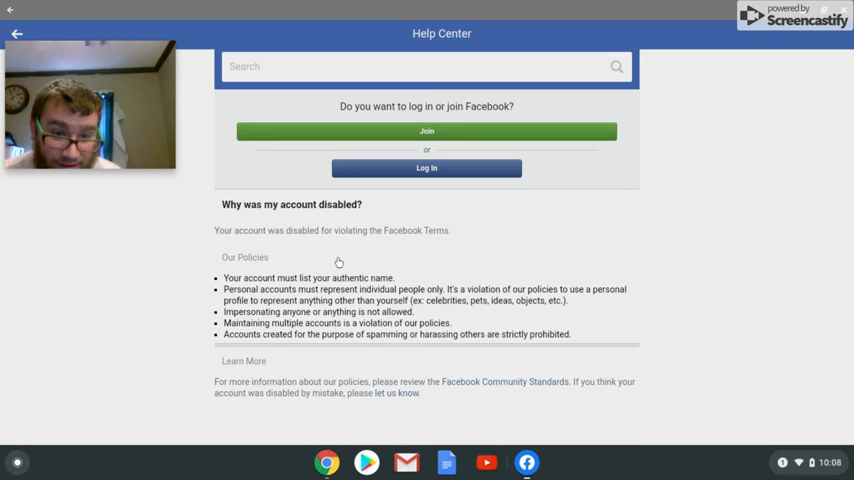 powered by
Screencastify
Help Center
Search
Do you want to log in or join Facebook?
Join
or
Log In
Why was my account disabled?
Your account was disabled for violating the Facebook Terms.
Our Policies
Your account must list your authentic name.
Personal accounts must represent individual people only. It's a violation of our policies to use a personal
profile to represent anything other than yourself (ex: celebrities, pets, ideas, objects, etc.).
Impersonating anyone or anything is not allowed.
Maintaining multiple accounts is a violation of our policies.
Accounts created for the purpose of spamming or harassing others are strictly prohibited.
Learn More
For more information about our policies, please review the Facebook Community Standards. If you think your
account was disabled by mistake, please let us know.
1
10:08